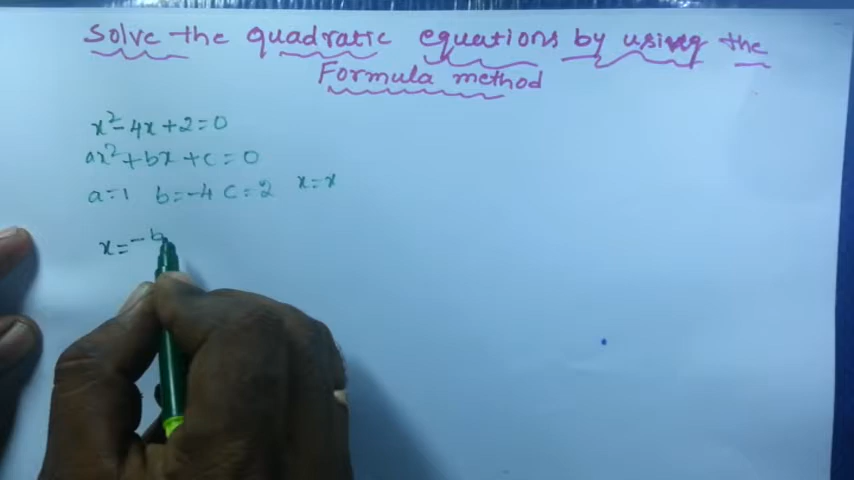 Solve the quadratic equations by using the
Formula method
x²-4x+2=0
ax²+bx+c=0
a=1 b=-4 c=2 x=x
x=-b